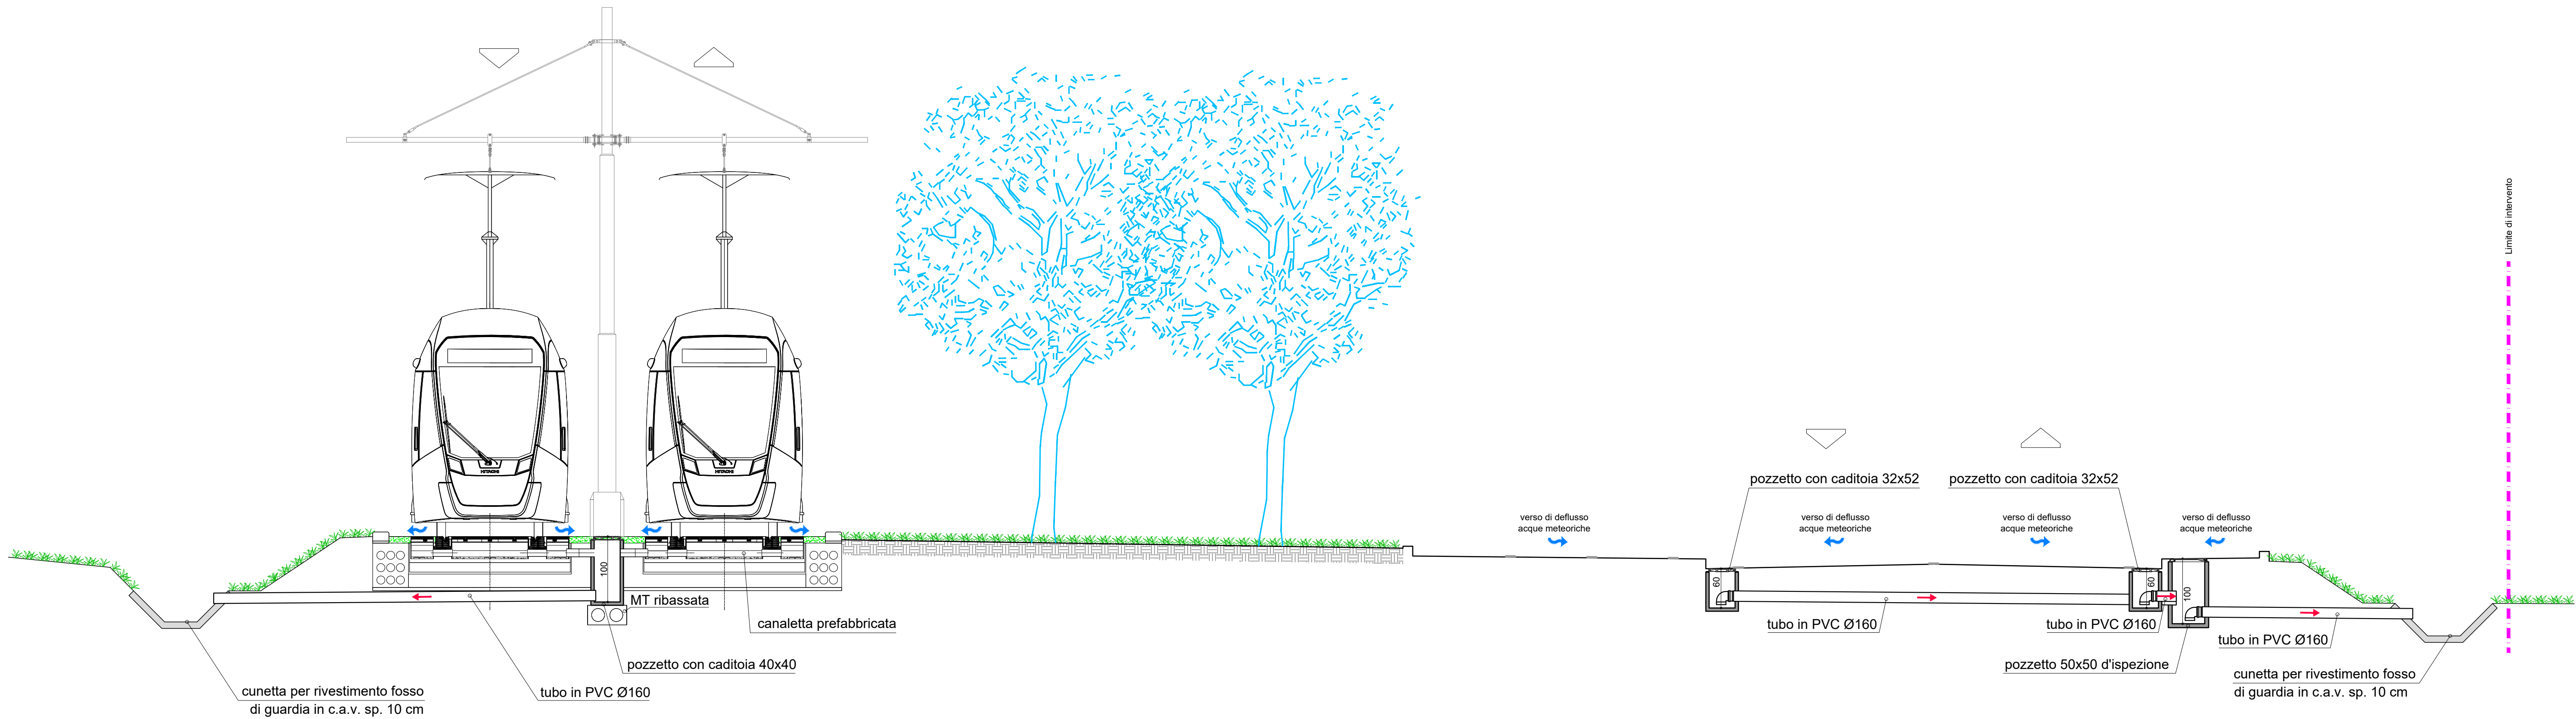 Limite di intervento
HITACHI
HITACHI
pozzetto con caditoia 32x52
pozzetto con caditoia 32x52
verso di deflusso
acque meteoriche
verso di deflusso
acque meteoriche
verso di deflusso
acque meteoriche
verso di deflusso
acque meteoriche
100
60
60
100
MT ribassata
canaletta prefabbricata
tubo in PVC Ø160
tubo in PVC Ø160
tubo in PVC Ø160
pozzetto con caditoia 40x40
pozzetto 50x50 d'ispezione
cunetta per rivestimento fosso
di guardia in c.a.v. sp. 10 cm
tubo in PVC Ø160
cunetta per rivestimento fosso
di guardia in c.a.v. sp. 10 cm